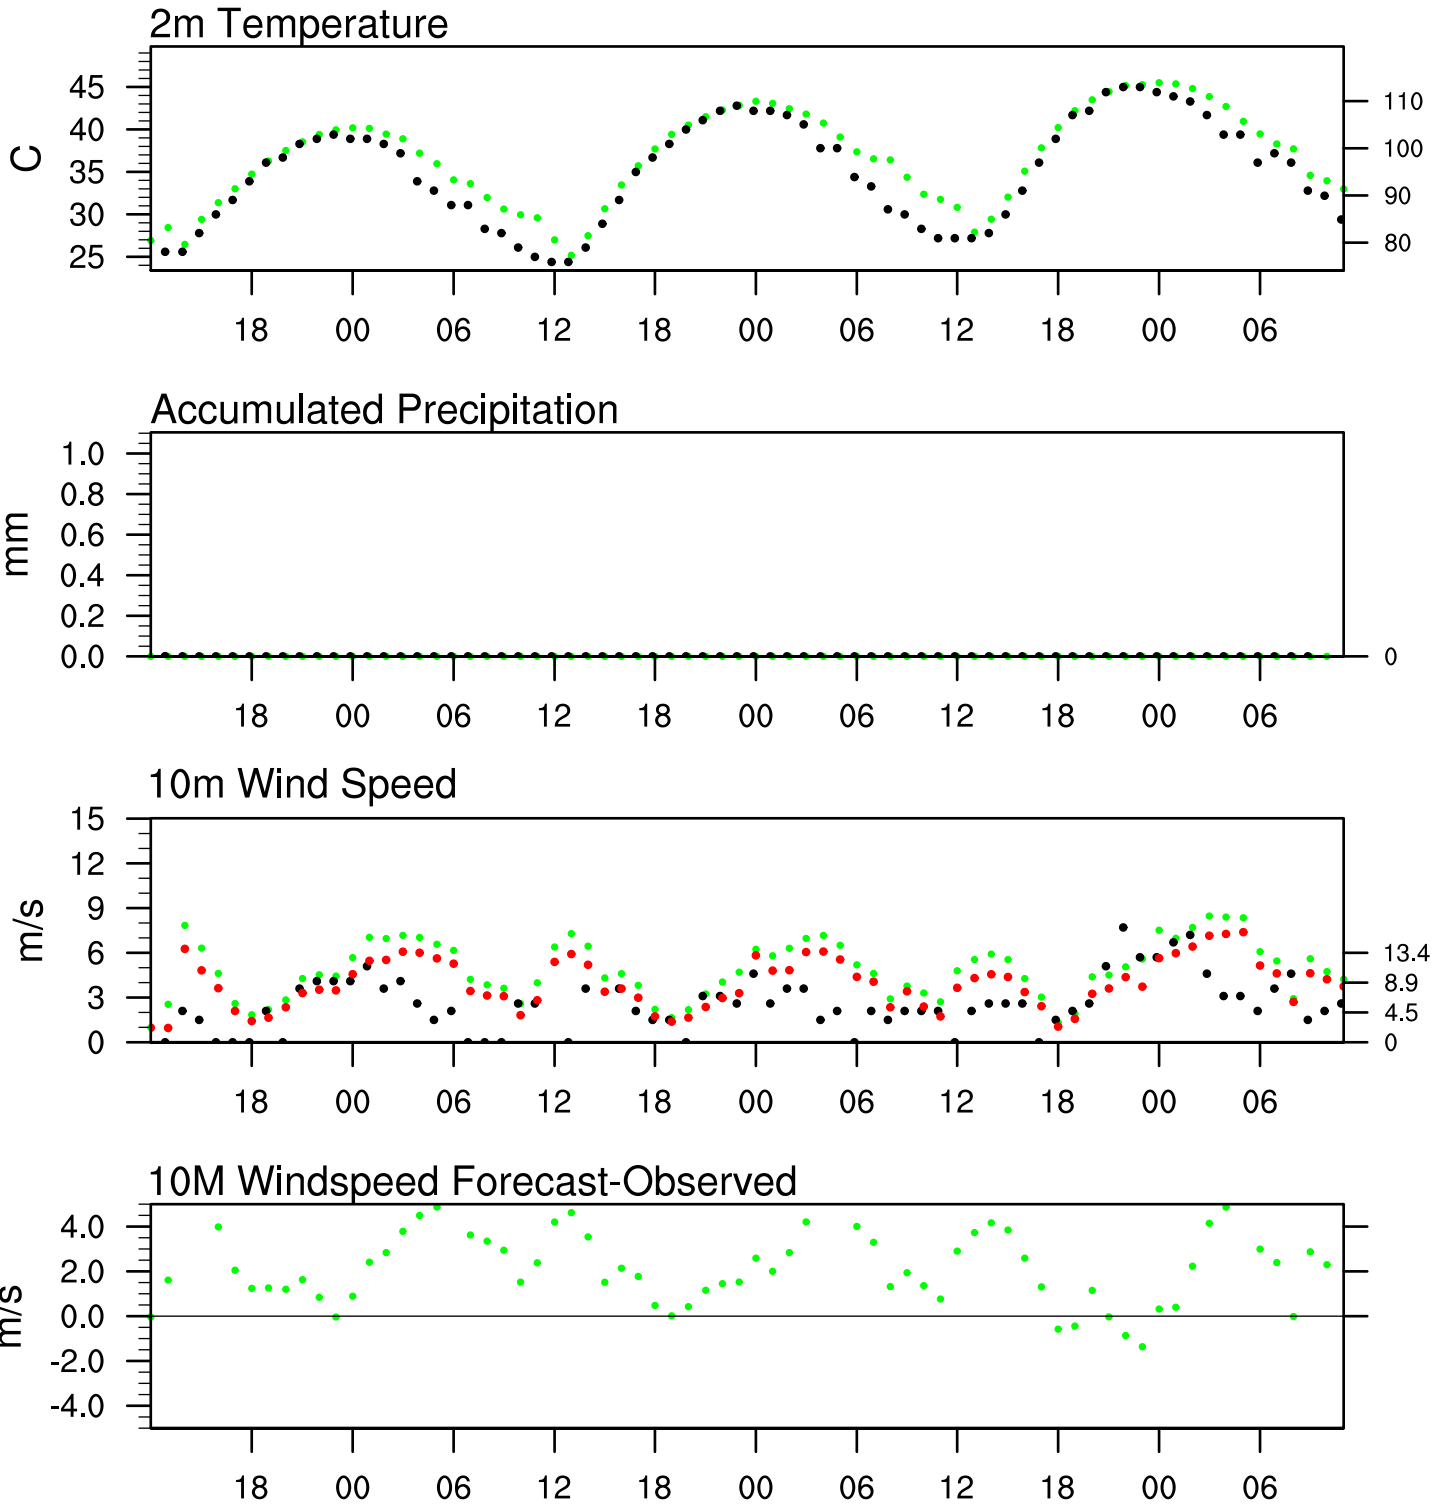 2m Temperature
45
40
35
30
25
C
110
100
90
80
18 00 06 12 18 00 06 12 18 00 06
Accumulated Precipitation
1.0
0.8
0.6
0.4
0.2
0.0
mm
0
18 00 06 12 18 00 06 12 18 00 06
10m Wind Speed
15
12
9
6
3
0
m/s
13.4
8.9
4.5
0
18 00 06 12 18 00 06 12 18 00 06
10M Windspeed Forecast-Observed
4.0
2.0
0.0
-2.0
-4.0
m/s
18 00 06 12 18 00 06 12 18 00 06